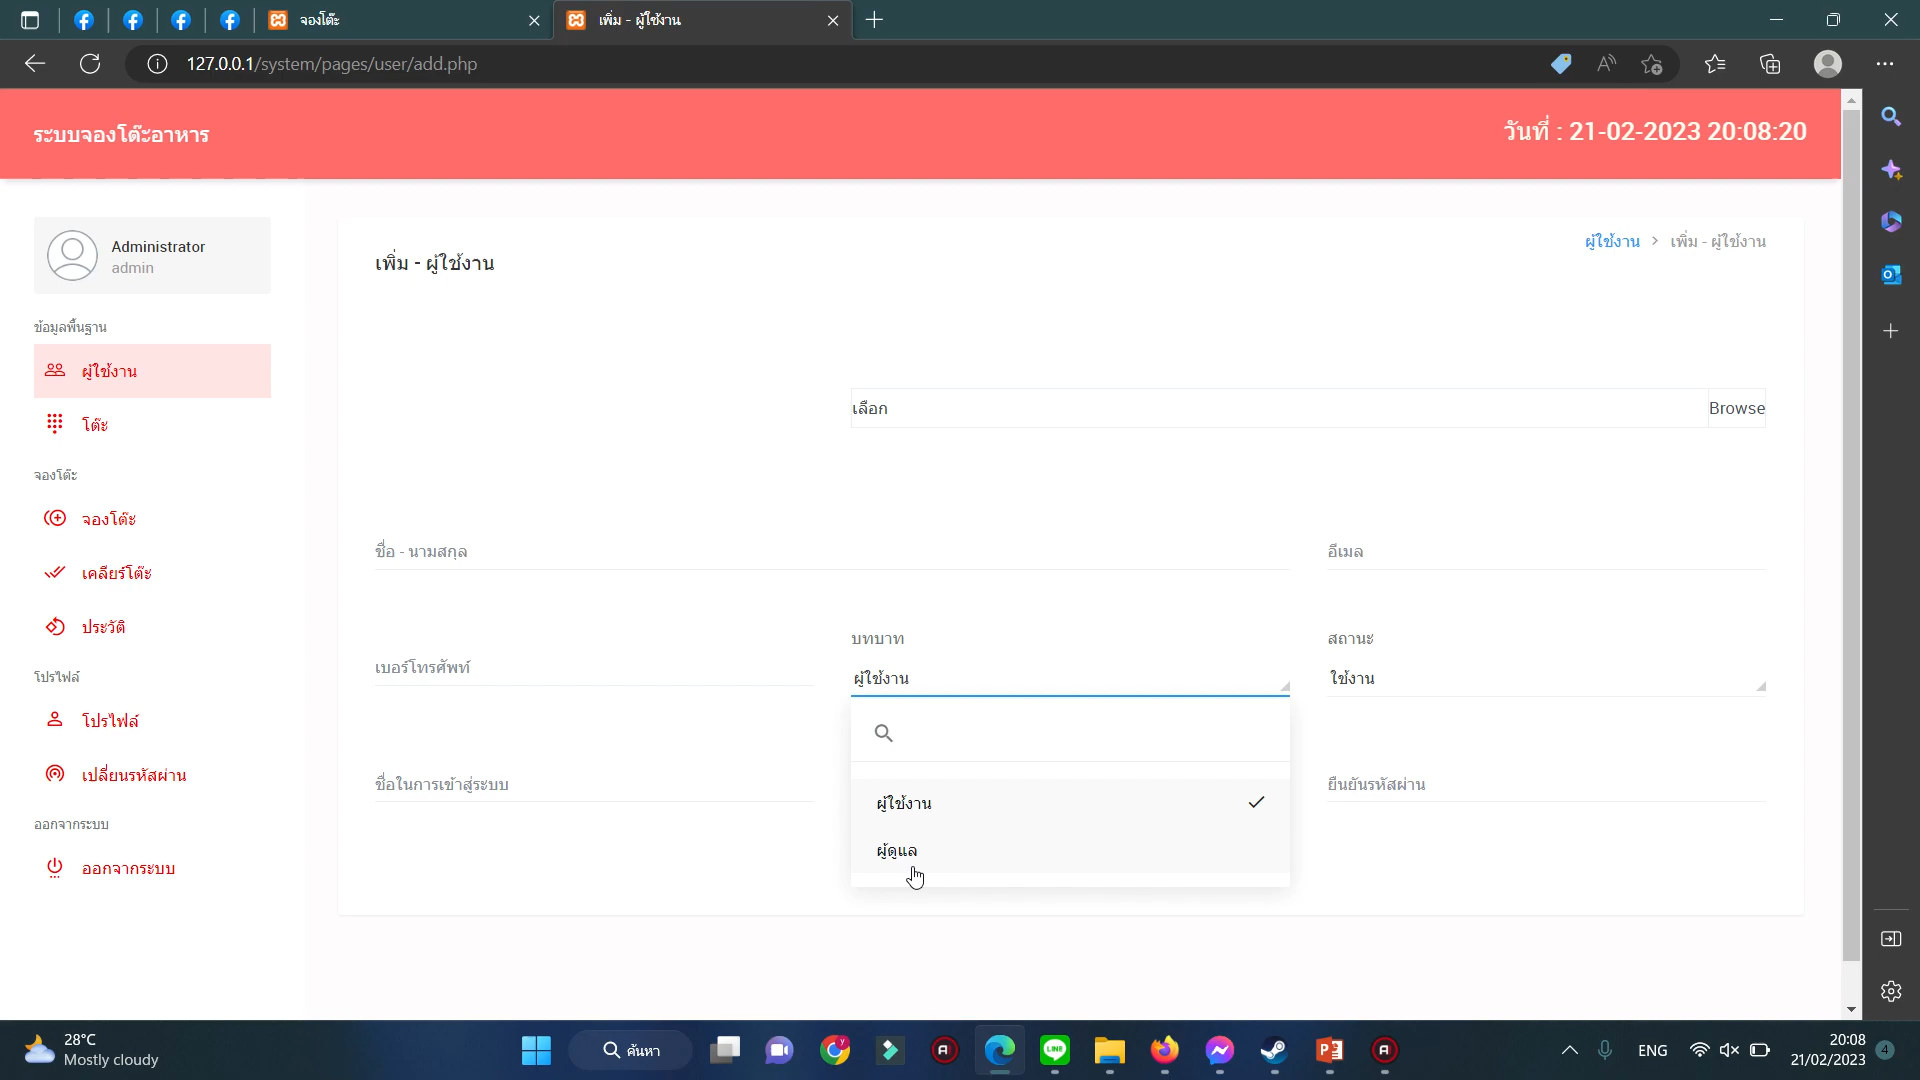 จองโต๊ะ
เพิ่ม - ผู้ใช้งาน
127.0.0.1/system/pages/user/add.php
ระบบจองโต๊ะอาหาร
วันที่ : 21-02-2023 20:08:20
Administrator
admin
ข้อมูลพื้นฐาน
ผู้ใช้งาน
โต๊ะ
จองโต๊ะ
จองโต๊ะ
เคลียร์โต๊ะ
ประวัติ
โปรไฟล์
โปรไฟล์
เปลี่ยนรหัสผ่าน
ออกจากระบบ
ออกจากระบบ
ผู้ใช้งาน > เพิ่ม - ผู้ใช้งาน
เพิ่ม - ผู้ใช้งาน
เลือก
Browse
ชื่อ - นามสกุล
อีเมล
เบอร์โทรศัพท์
บทบาท
ผู้ใช้งาน
สถานะ
ใช้งาน
ชื่อในการเข้าสู่ระบบ
ผู้ใช้งาน
ผู้ดูแล
ยืนยันรหัสผ่าน
28°C
Mostly cloudy
ค้นหา
ENG
20:08
21/02/2023
4